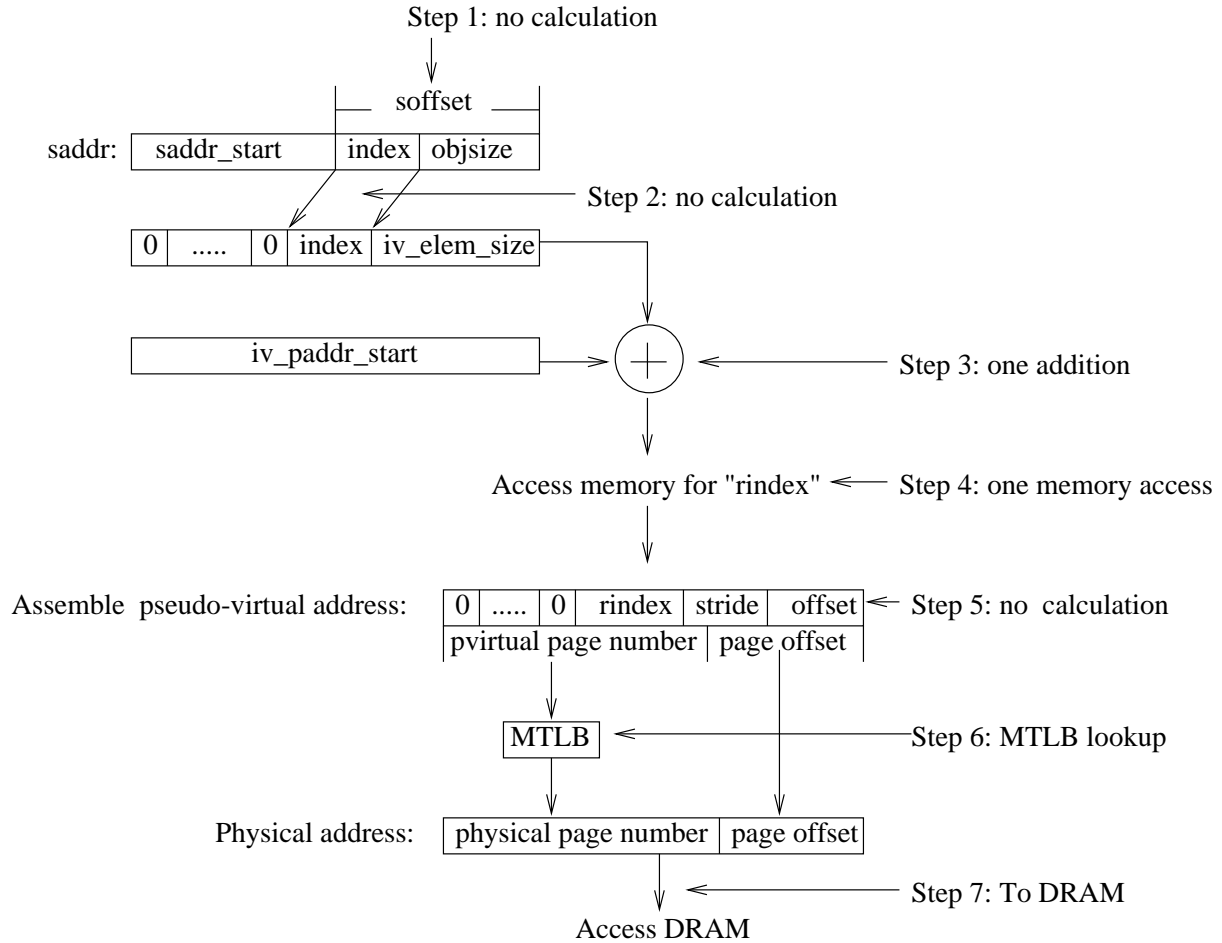 Step 1: no calculation
soffset
saddr: saddr_start index objsize
Step 2: no calculation
0 ..... 0 index iv_elem_size
iv_paddr_start
Step 3: one addition
Access memory for "rindex" Step 4: one memory access
Assemble pseudo-virtual address: 0 ..... 0 rindex stride offset Step 5: no calculation
pvirtual page number page offset
MTLB Step 6: MTLB lookup
Physical address: physical page number page offset
Step 7: To DRAM
Access DRAM